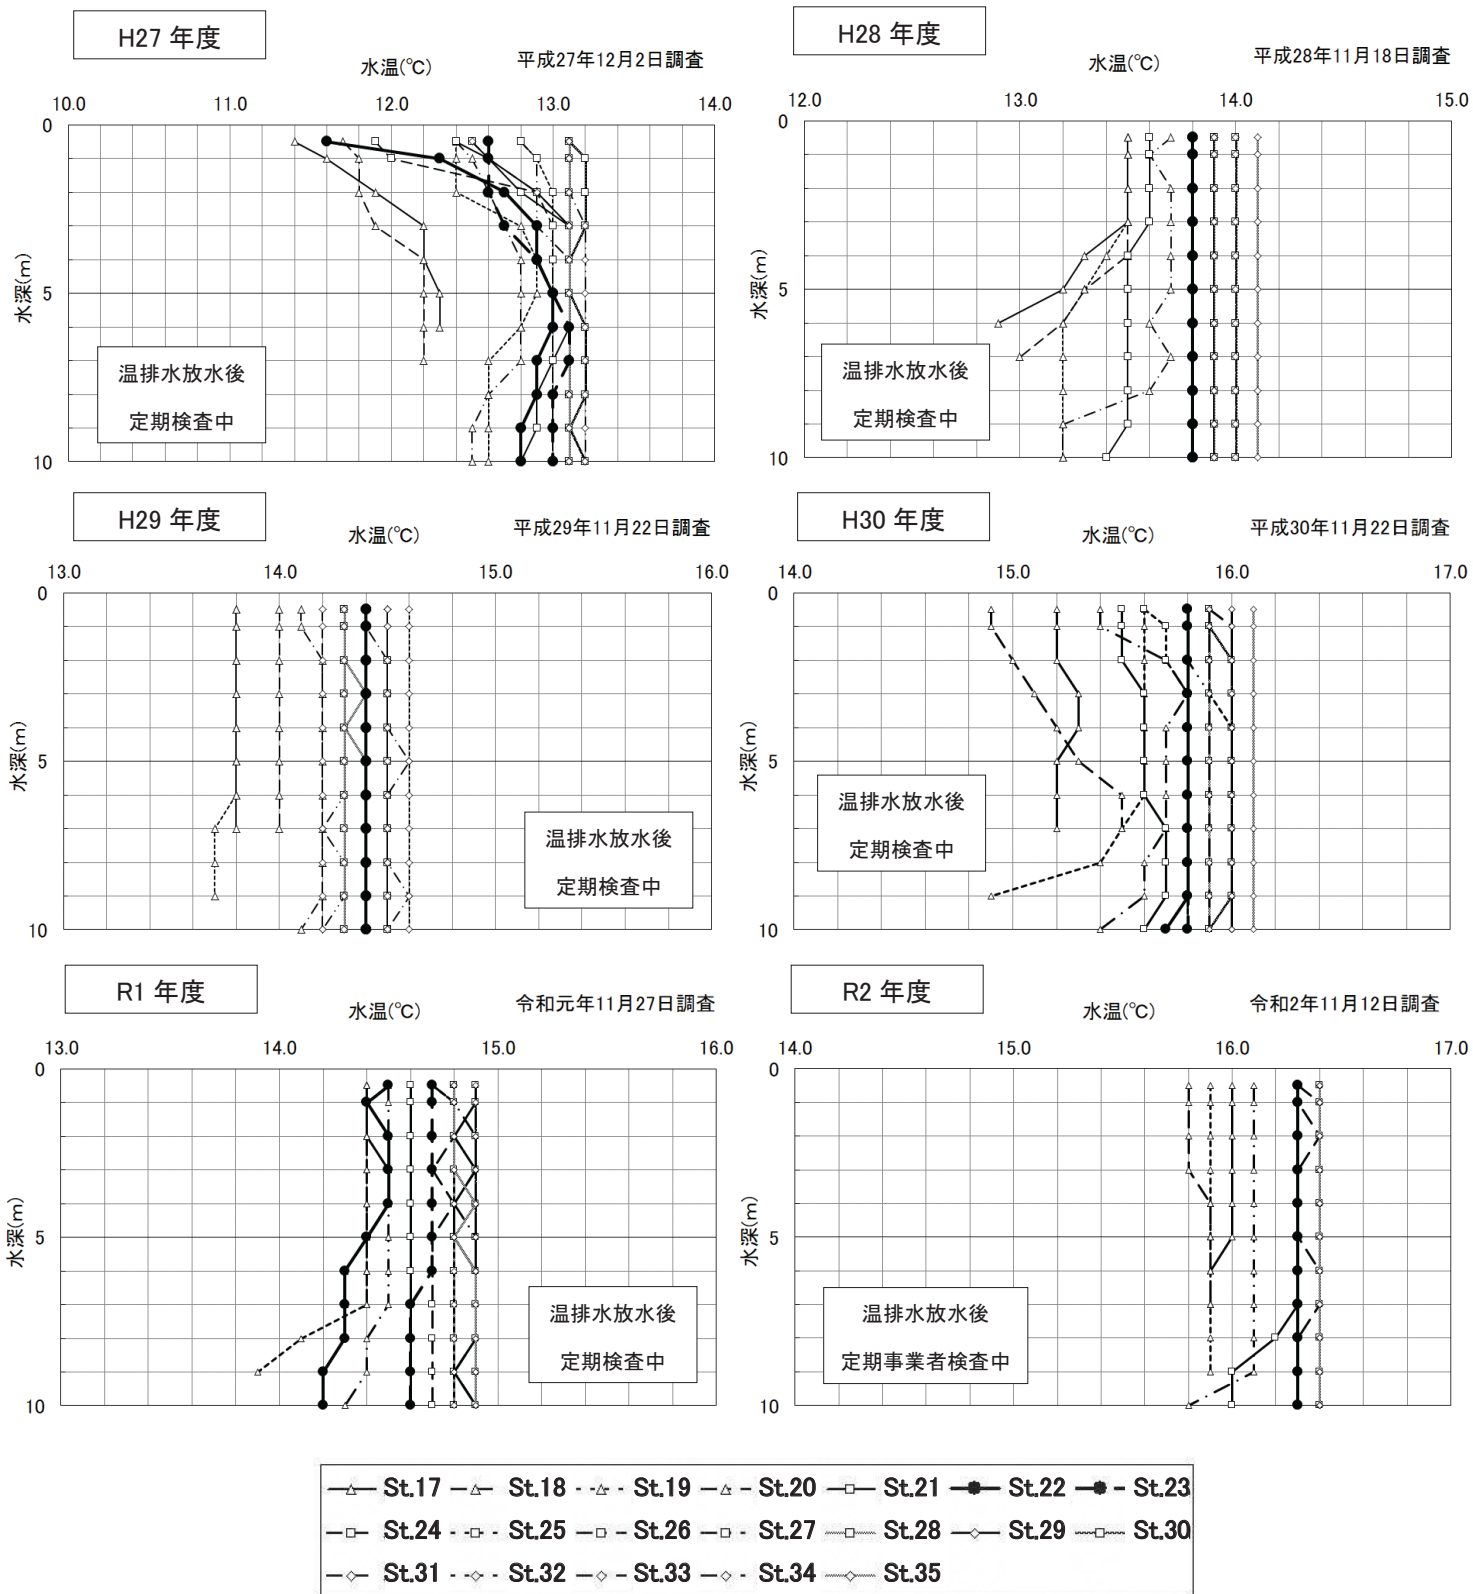 H27 年度
平成27年12月2日調査
水温(℃)
10.0 11.0 12.0 13.0 14.0
0
5
10
水深(m)
温排水放水後
定期検査中
H28 年度
平成28年11月18日調査
水温(℃)
12.0 13.0 14.0 15.0
0
5
10
水深(m)
温排水放水後
定期検査中
H29 年度
平成29年11月22日調査
水温(℃)
13.0 14.0 15.0 16.0
0
5
10
水深(m)
温排水放水後
定期検査中
H30 年度
平成30年11月22日調査
水温(℃)
14.0 15.0 16.0 17.0
0
5
10
水深(m)
温排水放水後
定期検査中
R1 年度
令和元年11月27日調査
水温(℃)
13.0 14.0 15.0 16.0
0
5
10
水深(m)
温排水放水後
定期検査中
R2 年度
令和2年11月12日調査
水温(℃)
14.0 15.0 16.0 17.0
0
5
10
水深(m)
温排水放水後
定期事業者検査中
St.17 St.18 St.19 St.20 St.21 St.22 St.23
St.24 St.25 St.26 St.27 St.28 St.29 St.30
St.31 St.32 St.33 St.34 St.35